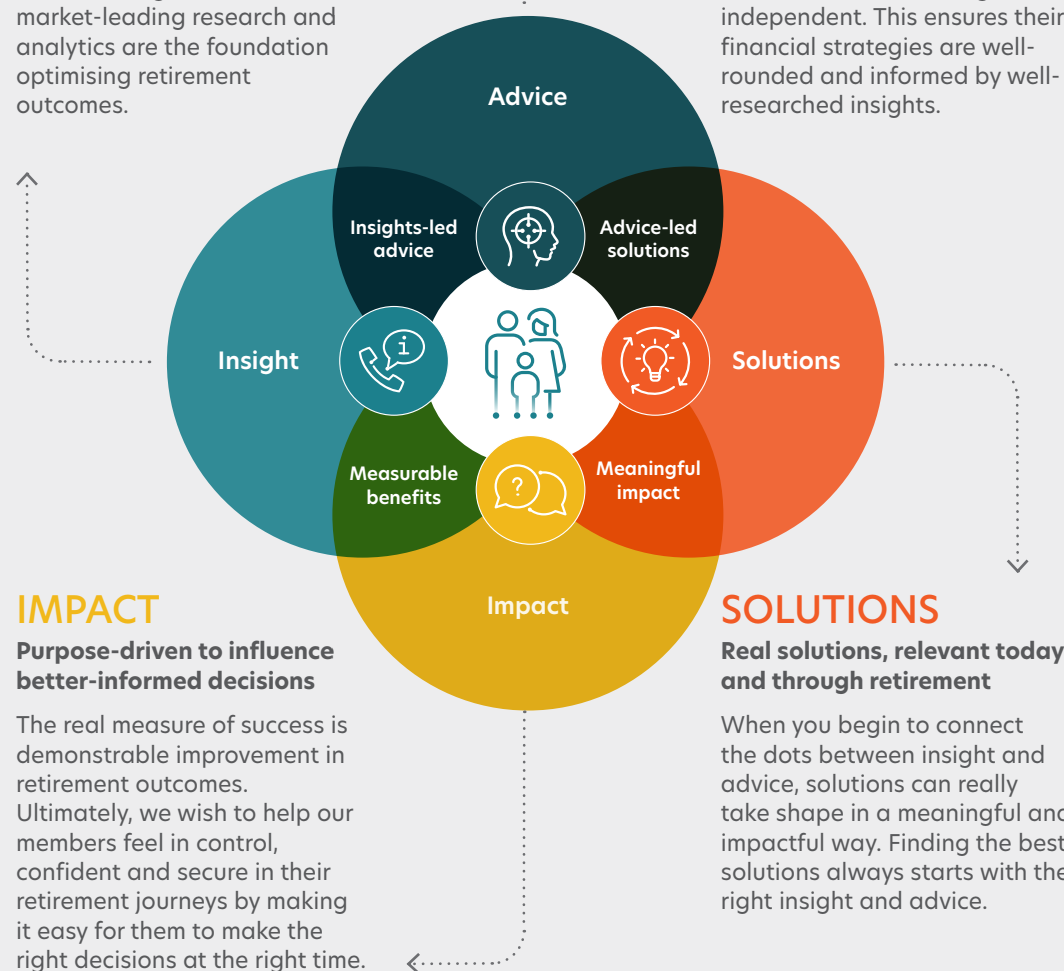 market-leading research and
analytics are the foundation
optimising retirement
outcomes.
independent. This ensures their
financial strategies are well-
rounded and informed by well-
researched insights.
Advice
Insights-led
advice
Advice-led
solutions
Insight
i
Solutions
Measurable
benefits
?
Meaningful
impact
Impact
IMPACT
Purpose-driven to influence
better-informed decisions
The real measure of success is
demonstrable improvement in
retirement outcomes.
Ultimately, we wish to help our
members feel in control,
confident and secure in their
retirement journeys by making
it easy for them to make the
right decisions at the right time.
SOLUTIONS
Real solutions, relevant today
and through retirement
When you begin to connect
the dots between insight and
advice, solutions can really
take shape in a meaningful and
impactful way. Finding the best
solutions always starts with the
right insight and advice.